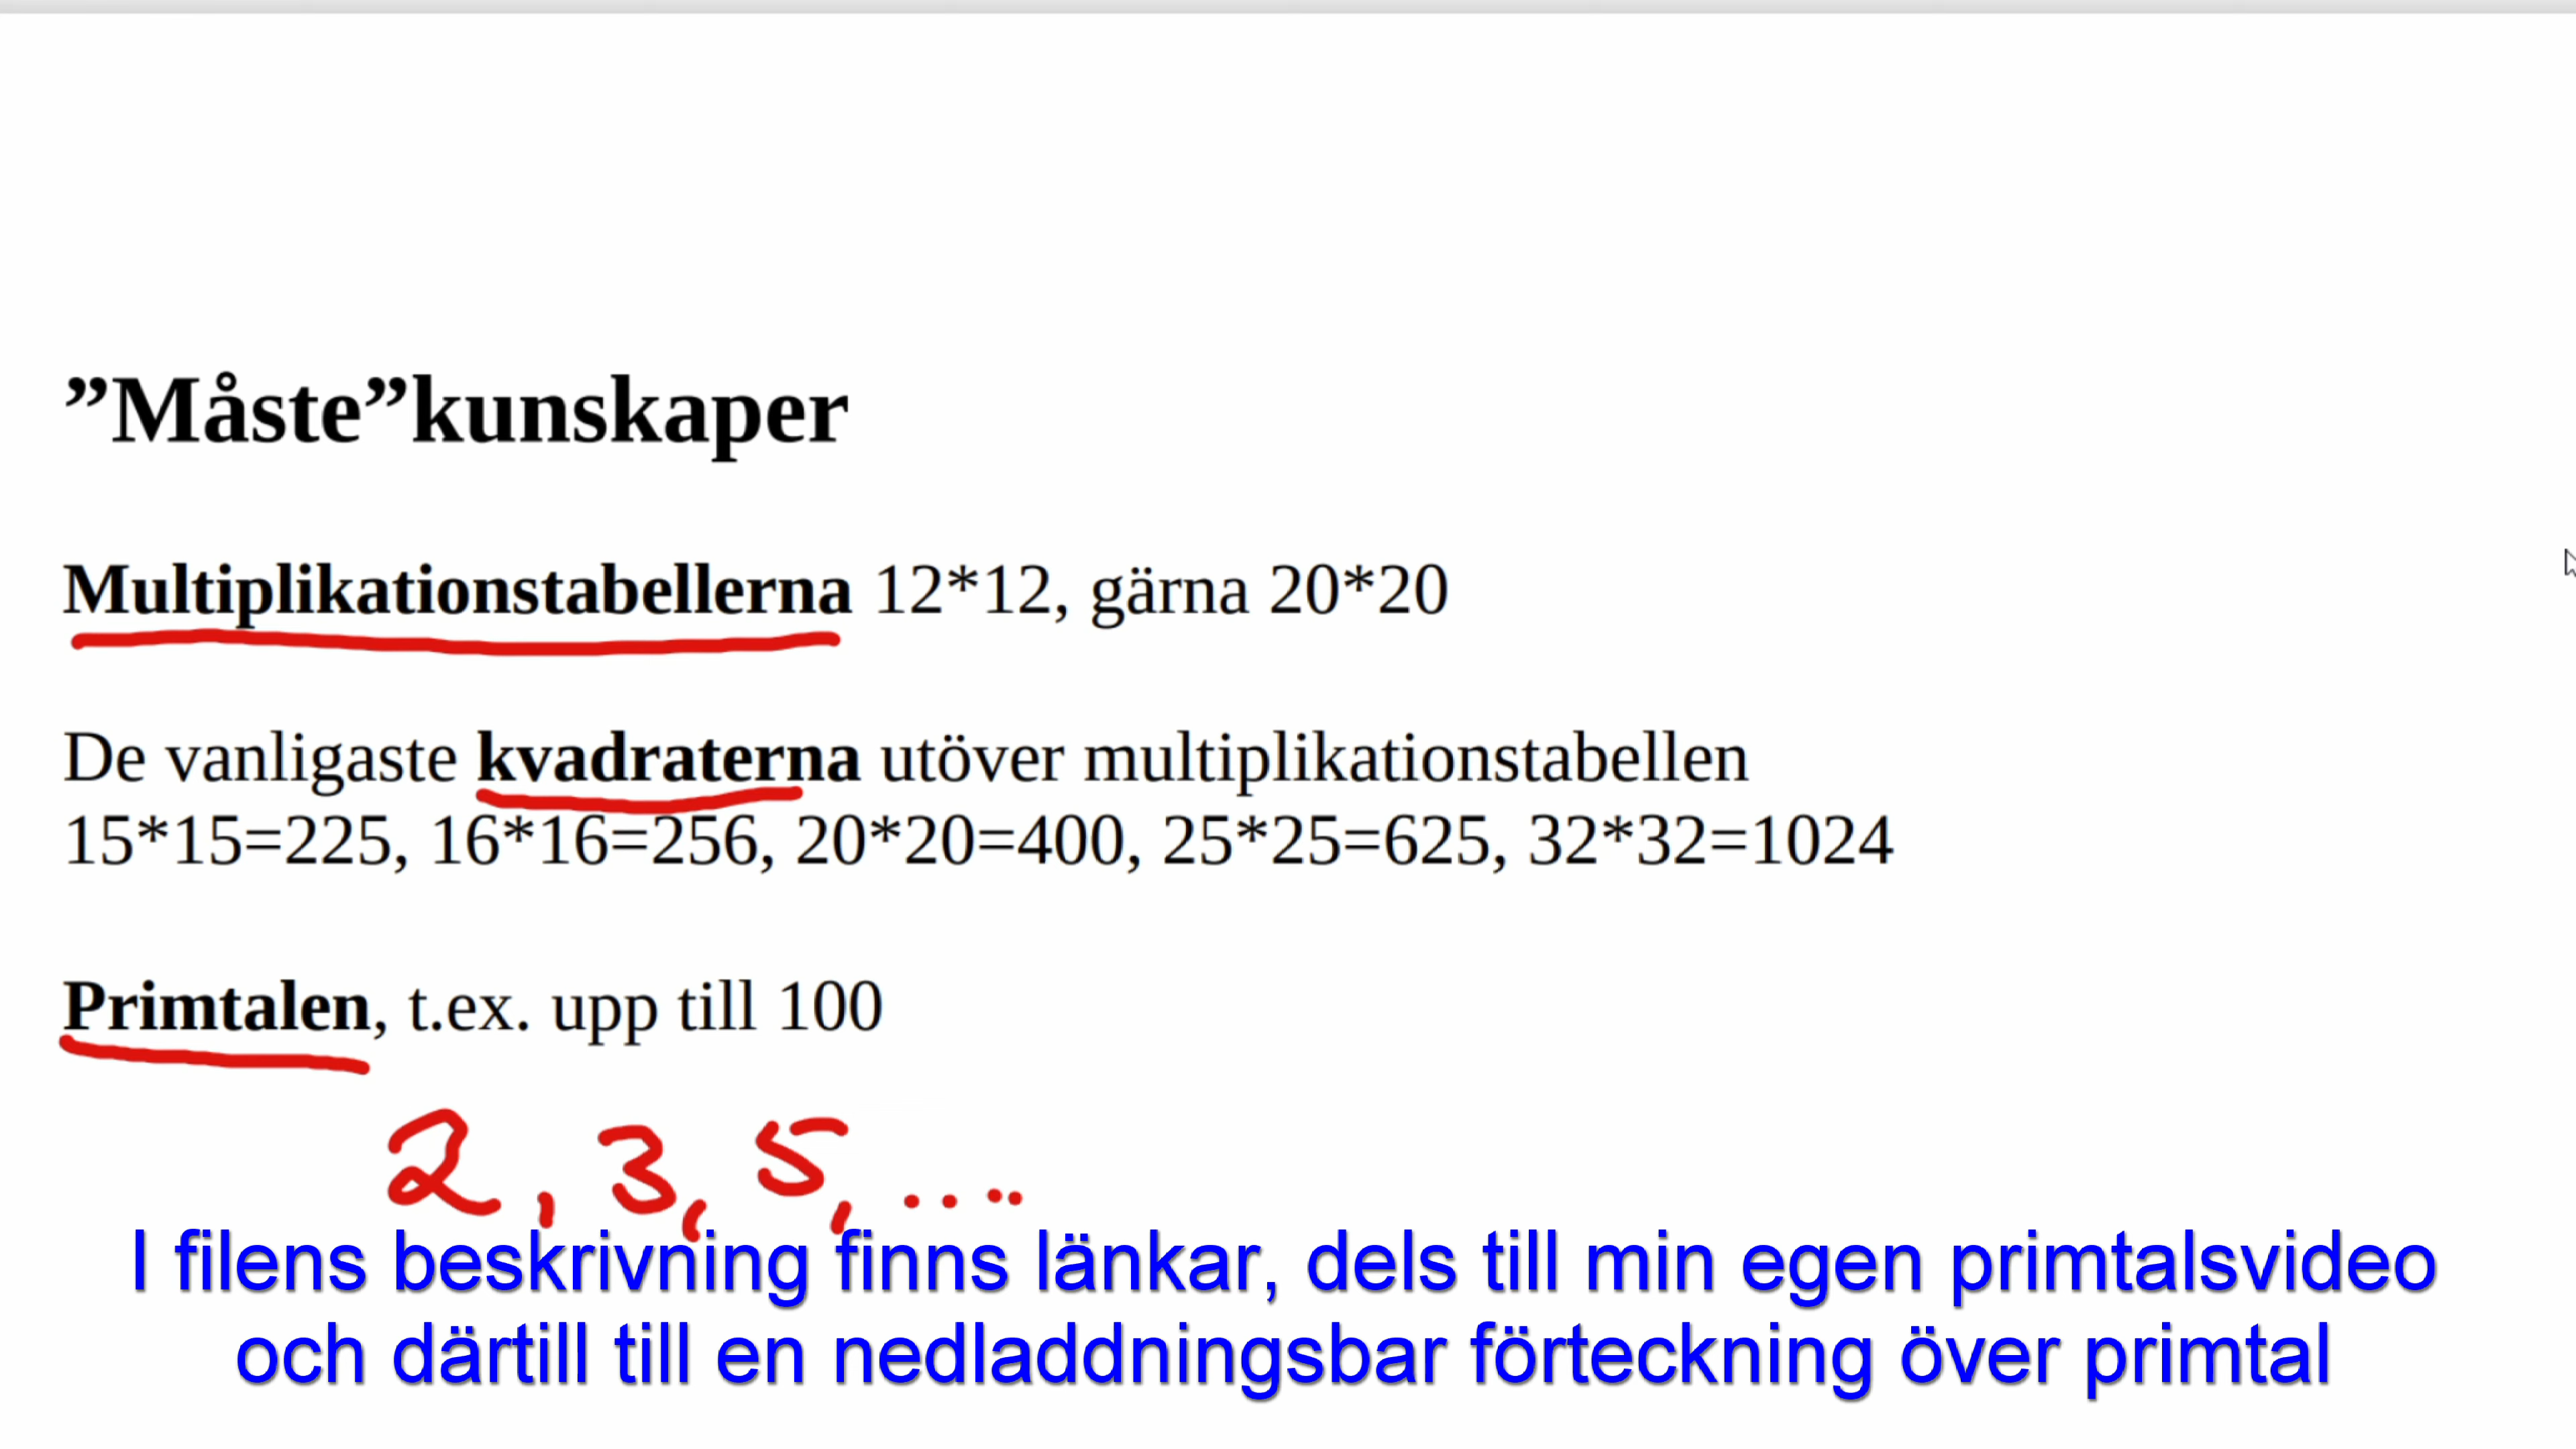 ”Måste”kunskaper
Multiplikationstabellerna 12*12, gärna 20*20
De vanligaste kvadraterna utöver multiplikationstabellen
15*15=225, 16*16=256, 20*20=400, 25*25=625, 32*32=1024
Primtalen, t.ex. upp till 100
2, 3, 5, ....
I filens beskrivning finns länkar, dels till min egen primtalsvideo
och därtill till en nedladdningsbar förteckning över primtal